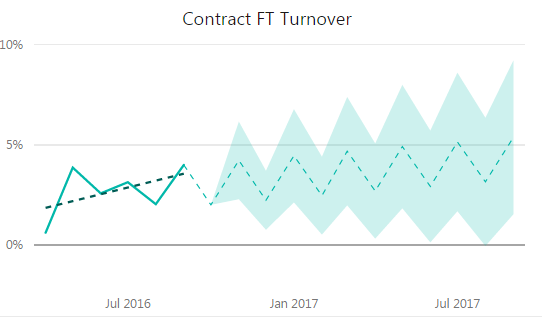 Contract FT Turnover
10%
5%
0%
Jul 2016
Jan 2017
Jul 2017